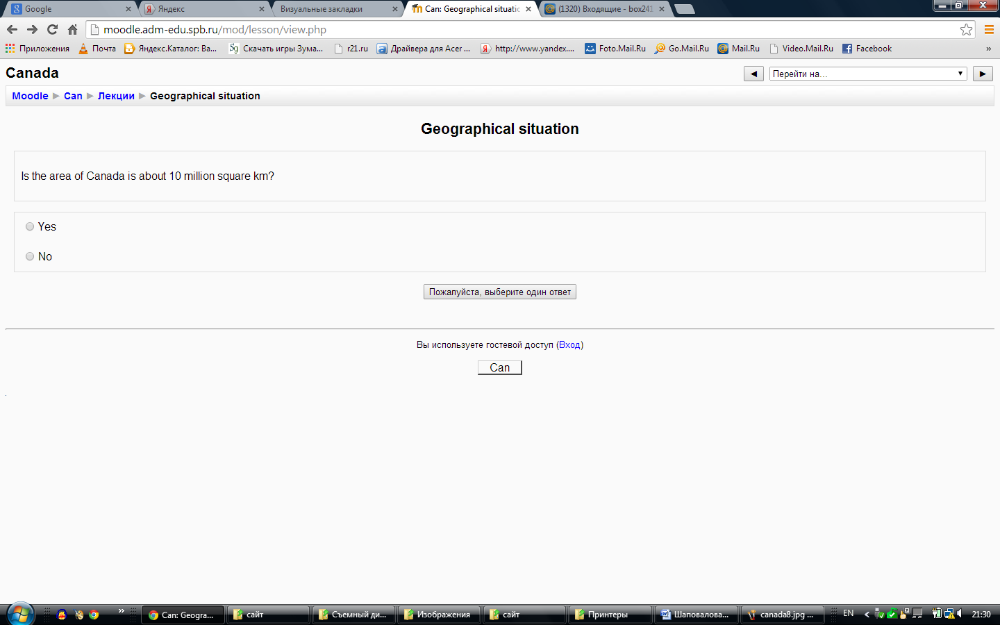 Google
Яндекс
Визуальные закладки
Can: Geographical situatio
(1320) Входящие - box241
moodle.adm-edu.spb.ru/mod/lesson/view.php
Приложения
Почта
Яндекс.Каталог: Ва...
Sg Скачать игры Зума...
r21.ru
Драйвера для Acer ...
http://www.yandex....
Foto.Mail.Ru
Go.Mail.Ru
Mail.Ru
Video.Mail.Ru
Facebook
»
Canada
◄ Перейти на... ►
Moodle ► Can ► Лекции ► Geographical situation
Geographical situation
Is the area of Canada is about 10 million square km?
Yes
No
Пожалуйста, выберите один ответ
Вы используете гостевой доступ (Вход)
Can
»
Can: Geogra...
сайт
Съемный ди...
Изображения
сайт
Принтеры
Шаповалова...
canada8.jpg ...
EN
21:30